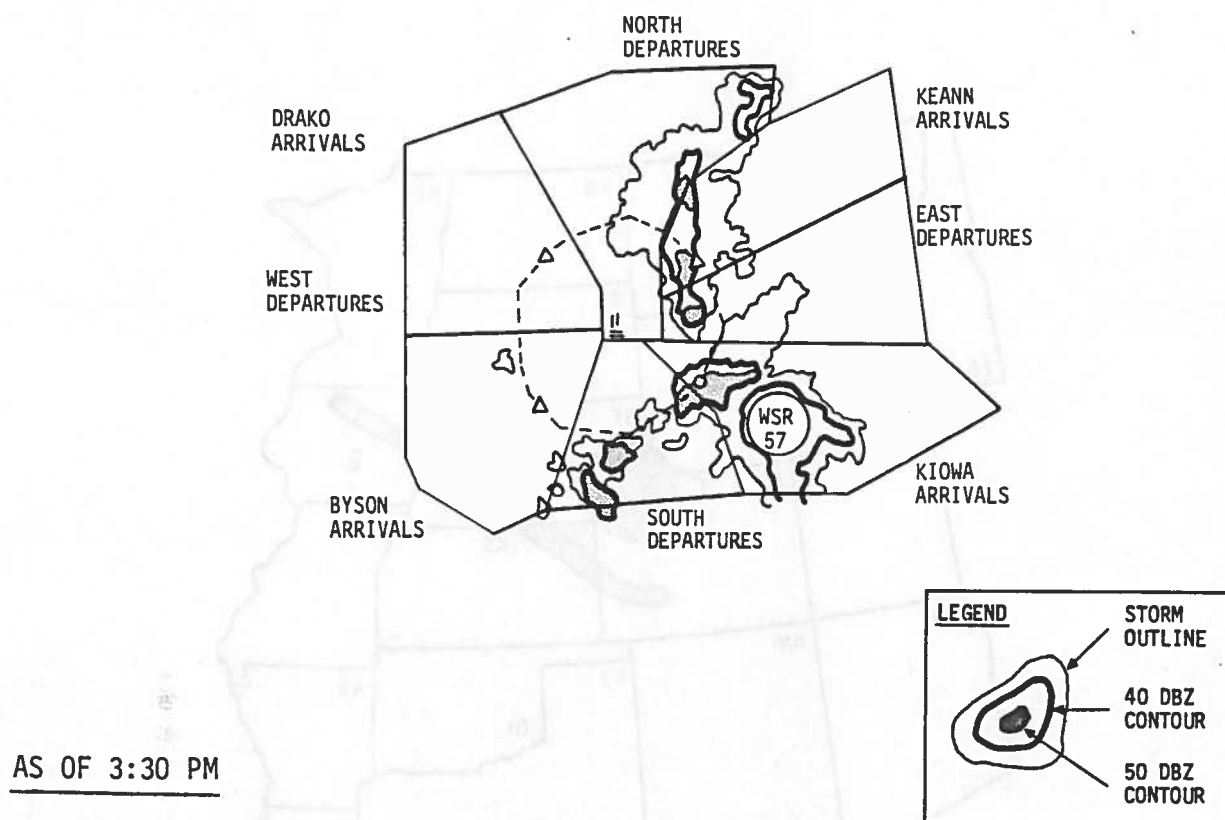 NORTH
DEPARTURES
DRAKO
ARRIVALS
KEANN
ARRIVALS
EAST
DEPARTURES
WEST
DEPARTURES
WSR
57
BYSON
ARRIVALS
SOUTH
DEPARTURES
KIOWA
ARRIVALS
LEGEND
STORM
OUTLINE
40 DBZ
CONTOUR
50 DBZ
CONTOUR
AS OF 3:30 PM